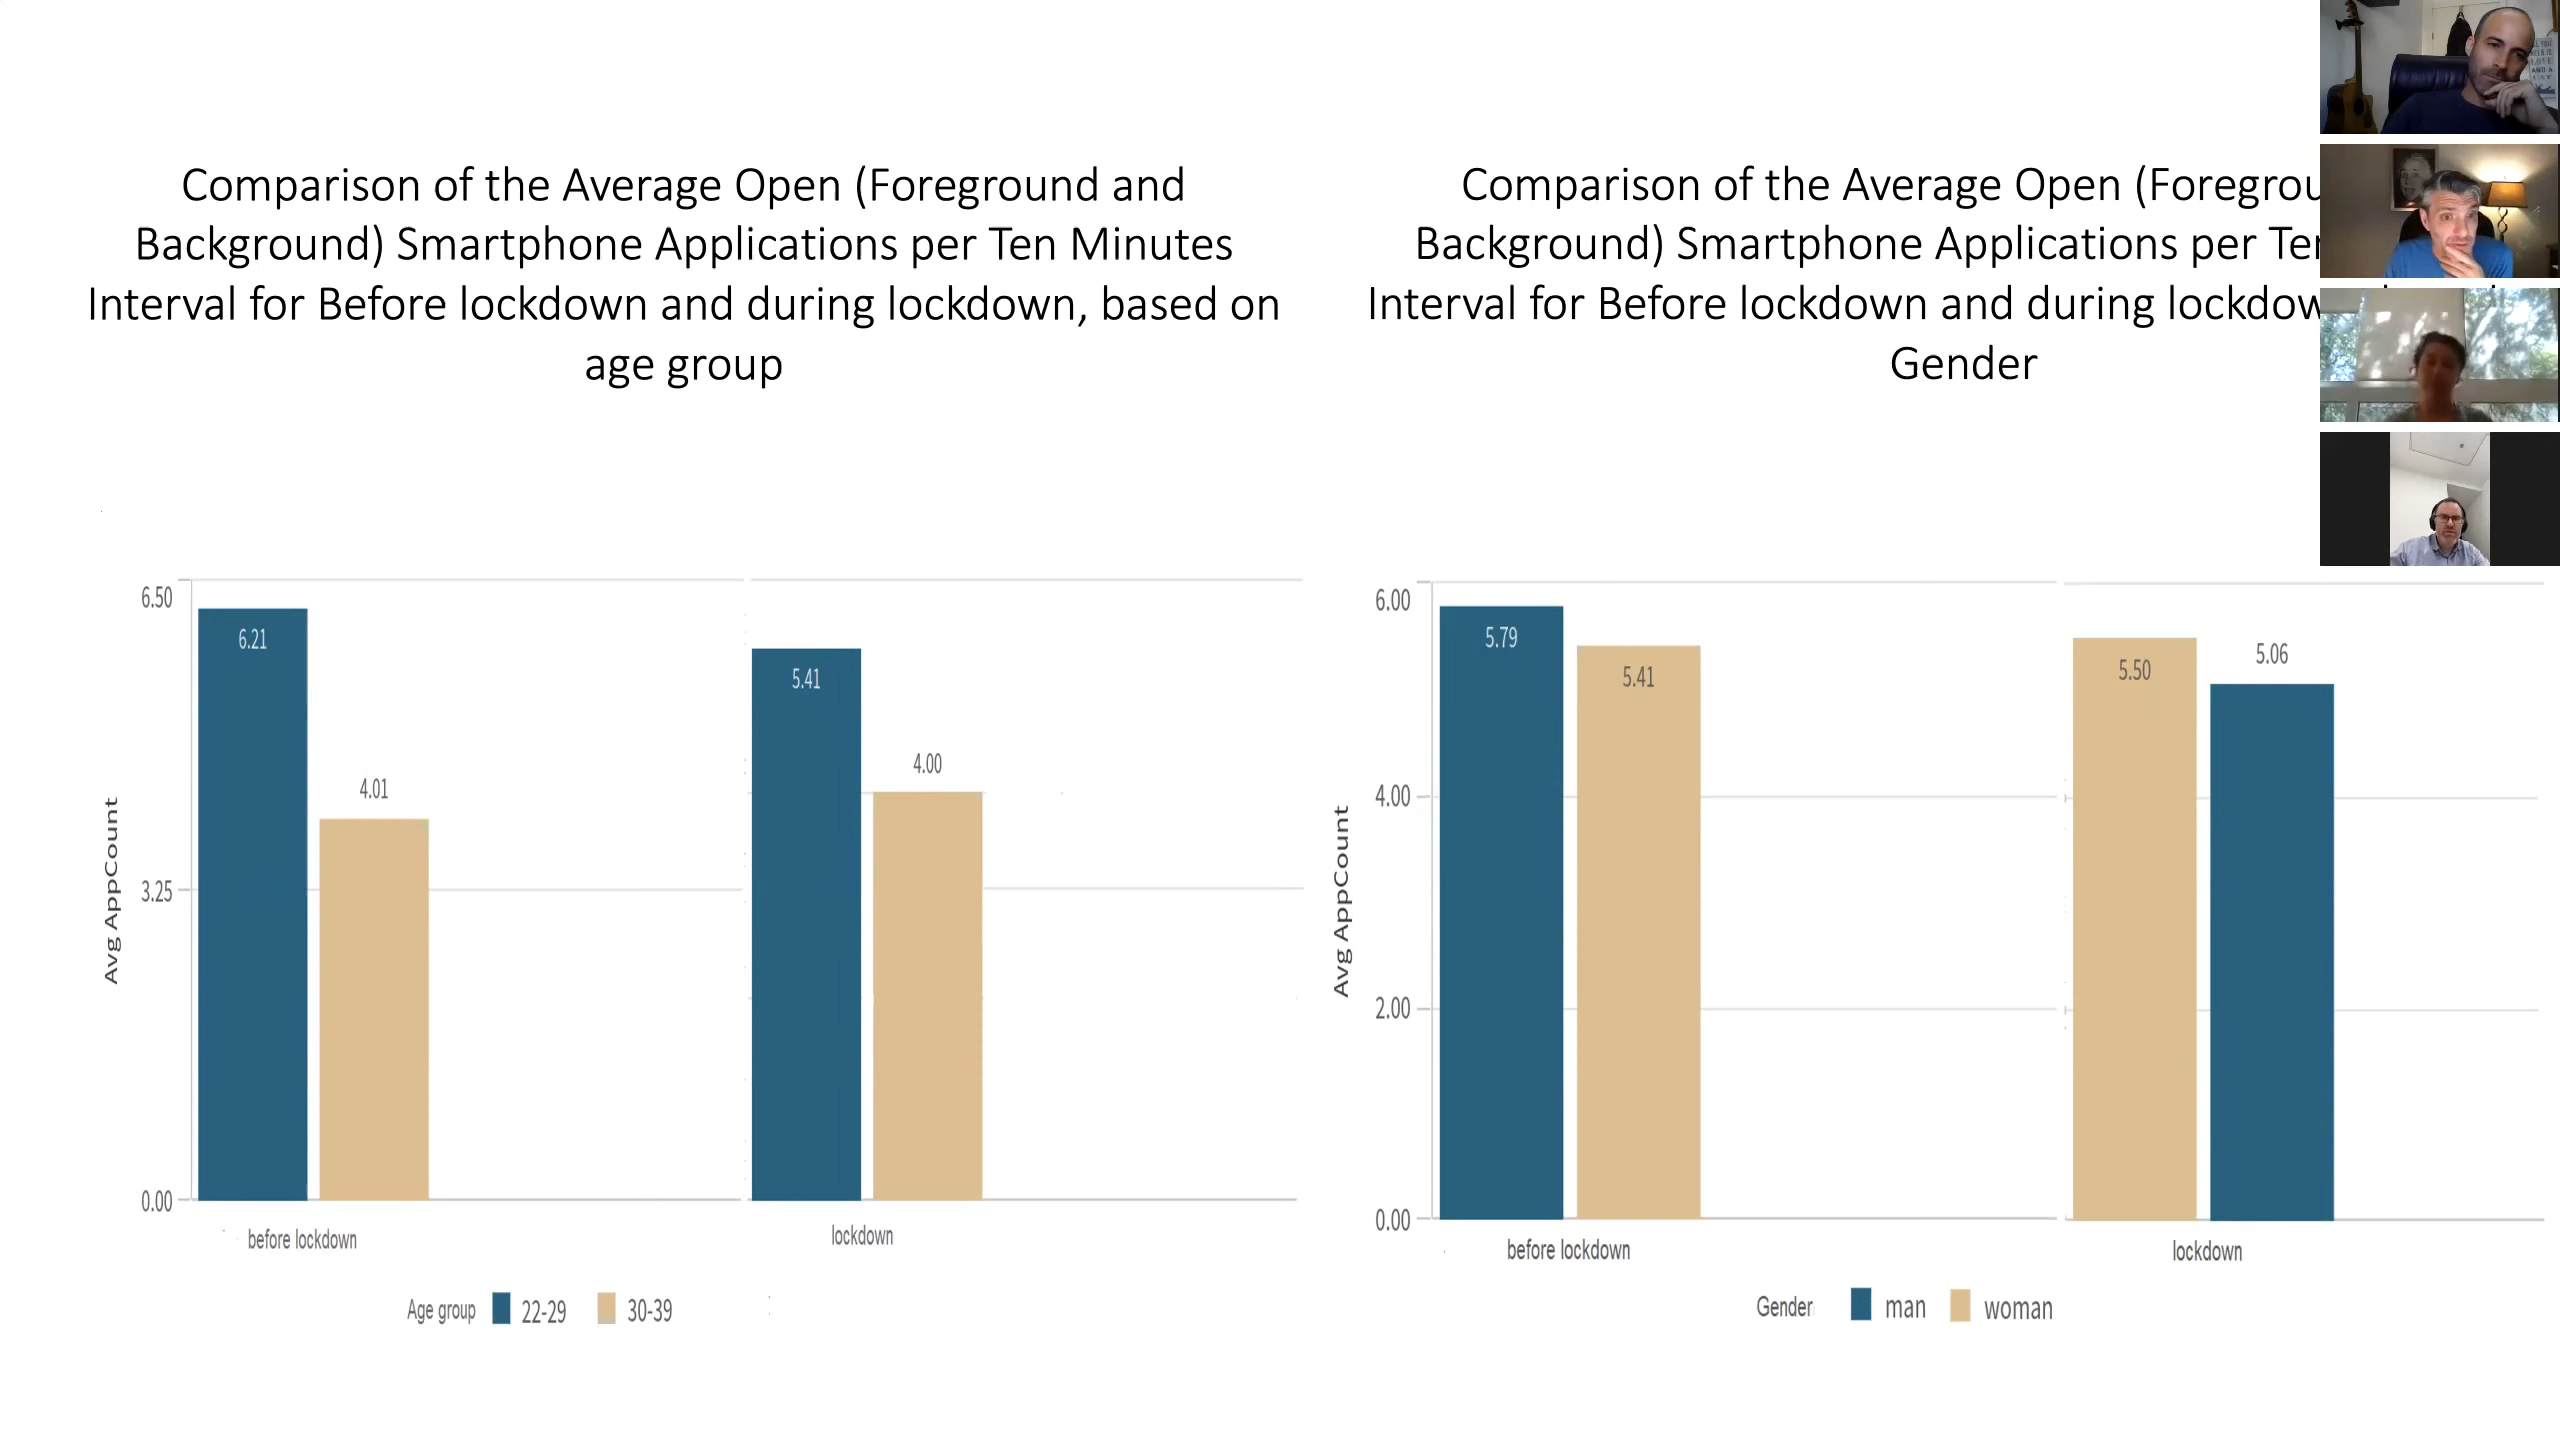 Comparison of the Average Open (Foreground and
Background) Smartphone Applications per Ten Minutes
Interval for Before lockdown and during lockdown, based on
age group
Avg AppCount
6.50
3.25
0.00
6.21
4.01
5.41
4.00
before lockdown
lockdown
Age group 22-29 30-39
Comparison of the Average Open (Foregrou
Background) Smartphone Applications per Ten
Interval for Before lockdown and during lockdow
Gender
Avg AppCount
6.00
4.00
2.00
0.00
5.79
5.41
5.50
5.06
before lockdown
lockdown
Gender man woman